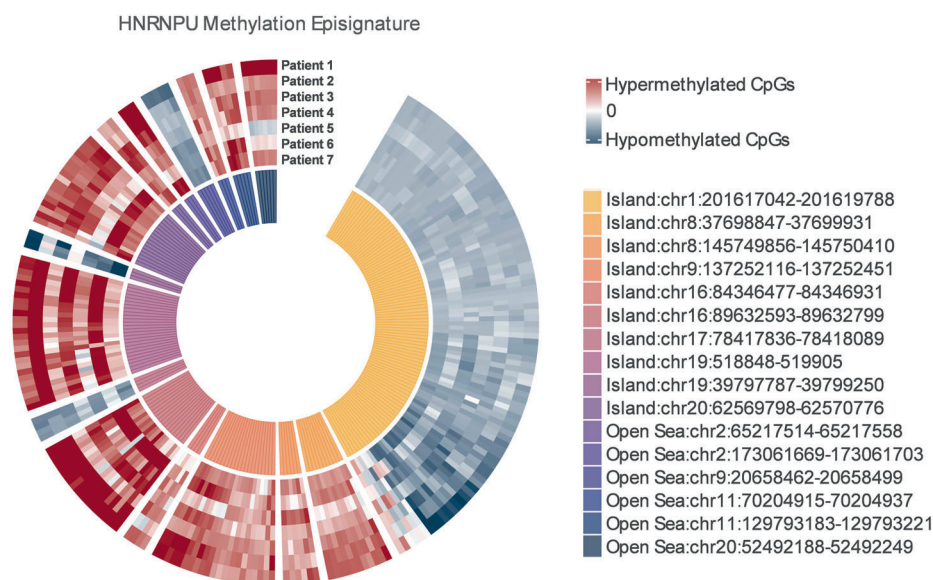 HNRNPU Methylation Episignature
Patient 1
Patient 2
Patient 3
Patient 4
Patient 5
Patient 6
Patient 7
Hypermethylated CpGs
0
Hypomethylated CpGs
Island:chr1:201617042-201619788
Island:chr8:37698847-37699931
Island:chr8:145749856-145750410
Island:chr9:137252116-137252451
Island:chr16:84346477-84346931
Island:chr16:89632593-89632799
Island:chr17:78417836-78418089
Island:chr19:518848-519905
Island:chr19:39797787-39799250
Island:chr20:62569798-62570776
Open Sea:chr2:65217514-65217558
Open Sea:chr2:173061669-173061703
Open Sea:chr9:20658462-20658499
Open Sea:chr11:70204915-70204937
Open Sea:chr11:129793183-129793221
Open Sea:chr20:52492188-52492249